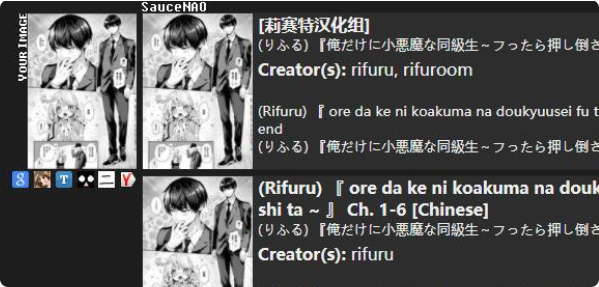 SauceNAO
YOUR IMAGE
[莉赛特汉化组]
(りふる) 『俺だけに小悪魔な同級生～フったら押し倒さ
Creator(s): rifuru, rifuroom
(Rifuru) 『 ore da ke ni koakuma na doukyuusei fu t
end
(りふる) 『俺だけに小悪魔な同級生～フったら押し倒さ
(Rifuru) 『 ore da ke ni koakuma na douk
shi ta ~ 』 Ch. 1-6 [Chinese]
(りふる) 『俺だけに小悪魔な同級生～フったら押し倒さ
Creator(s): rifuru